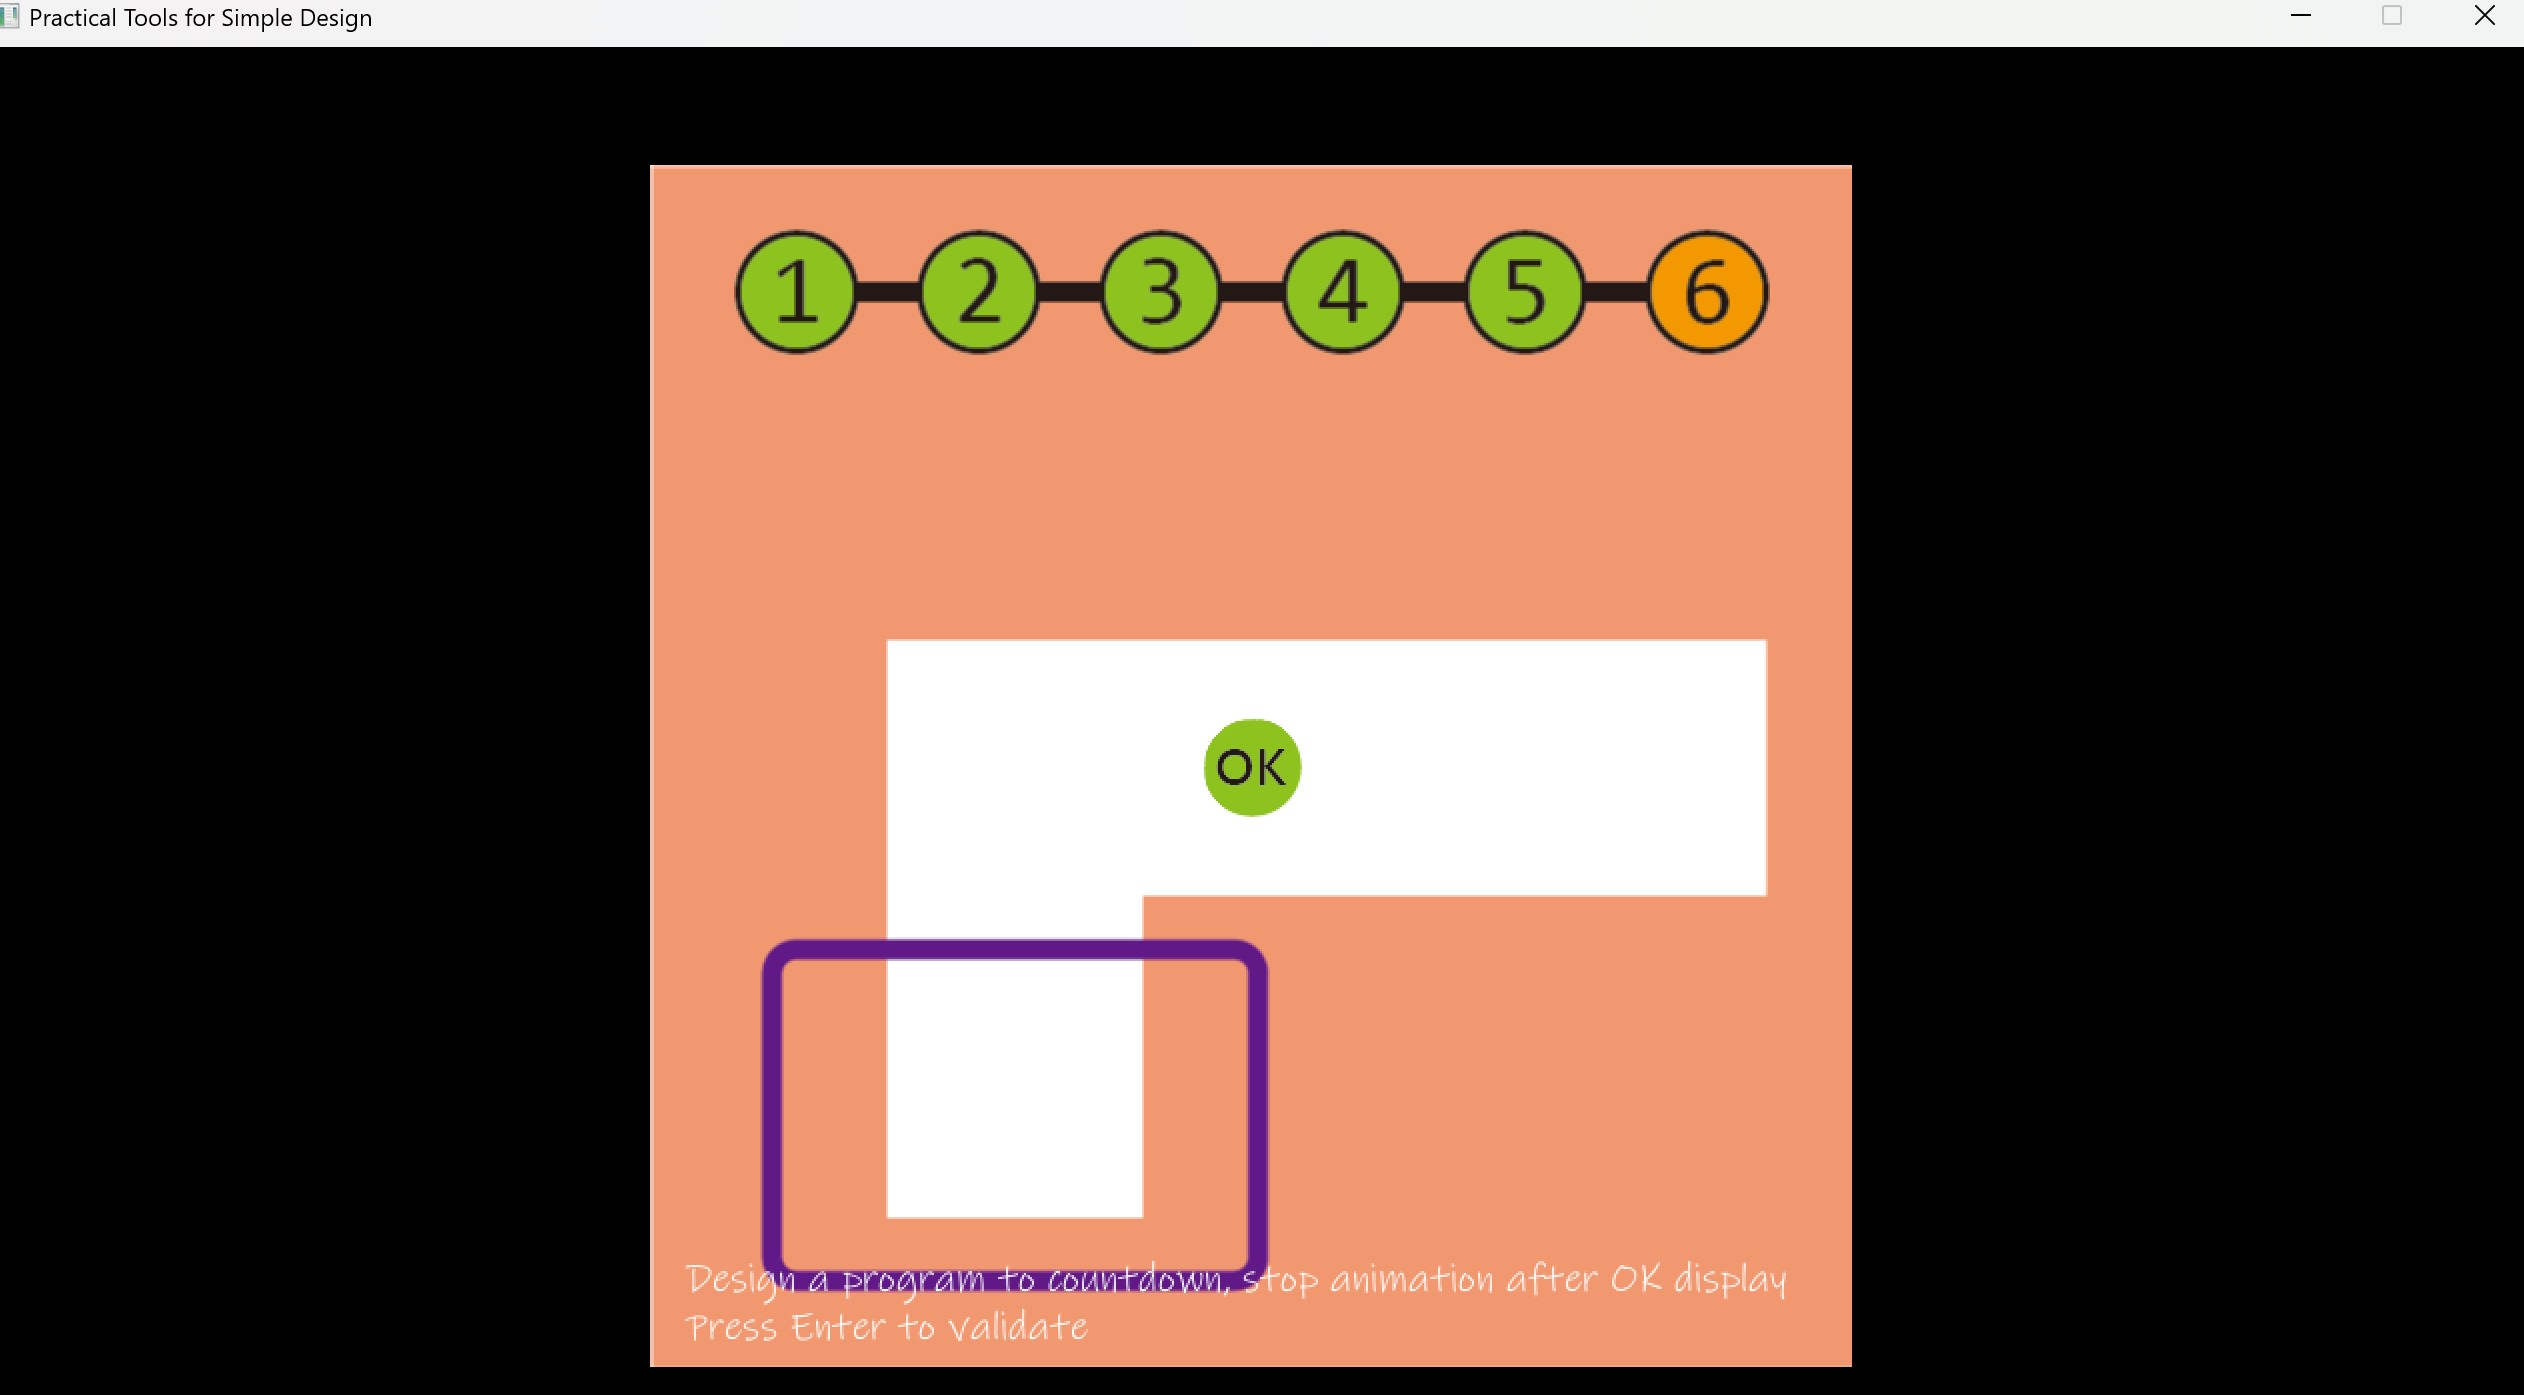 Practical Tools for Simple Design
1 2 3 4 5 6
OK
Design a program to countdown, stop animation after OK display
Press Enter to validate